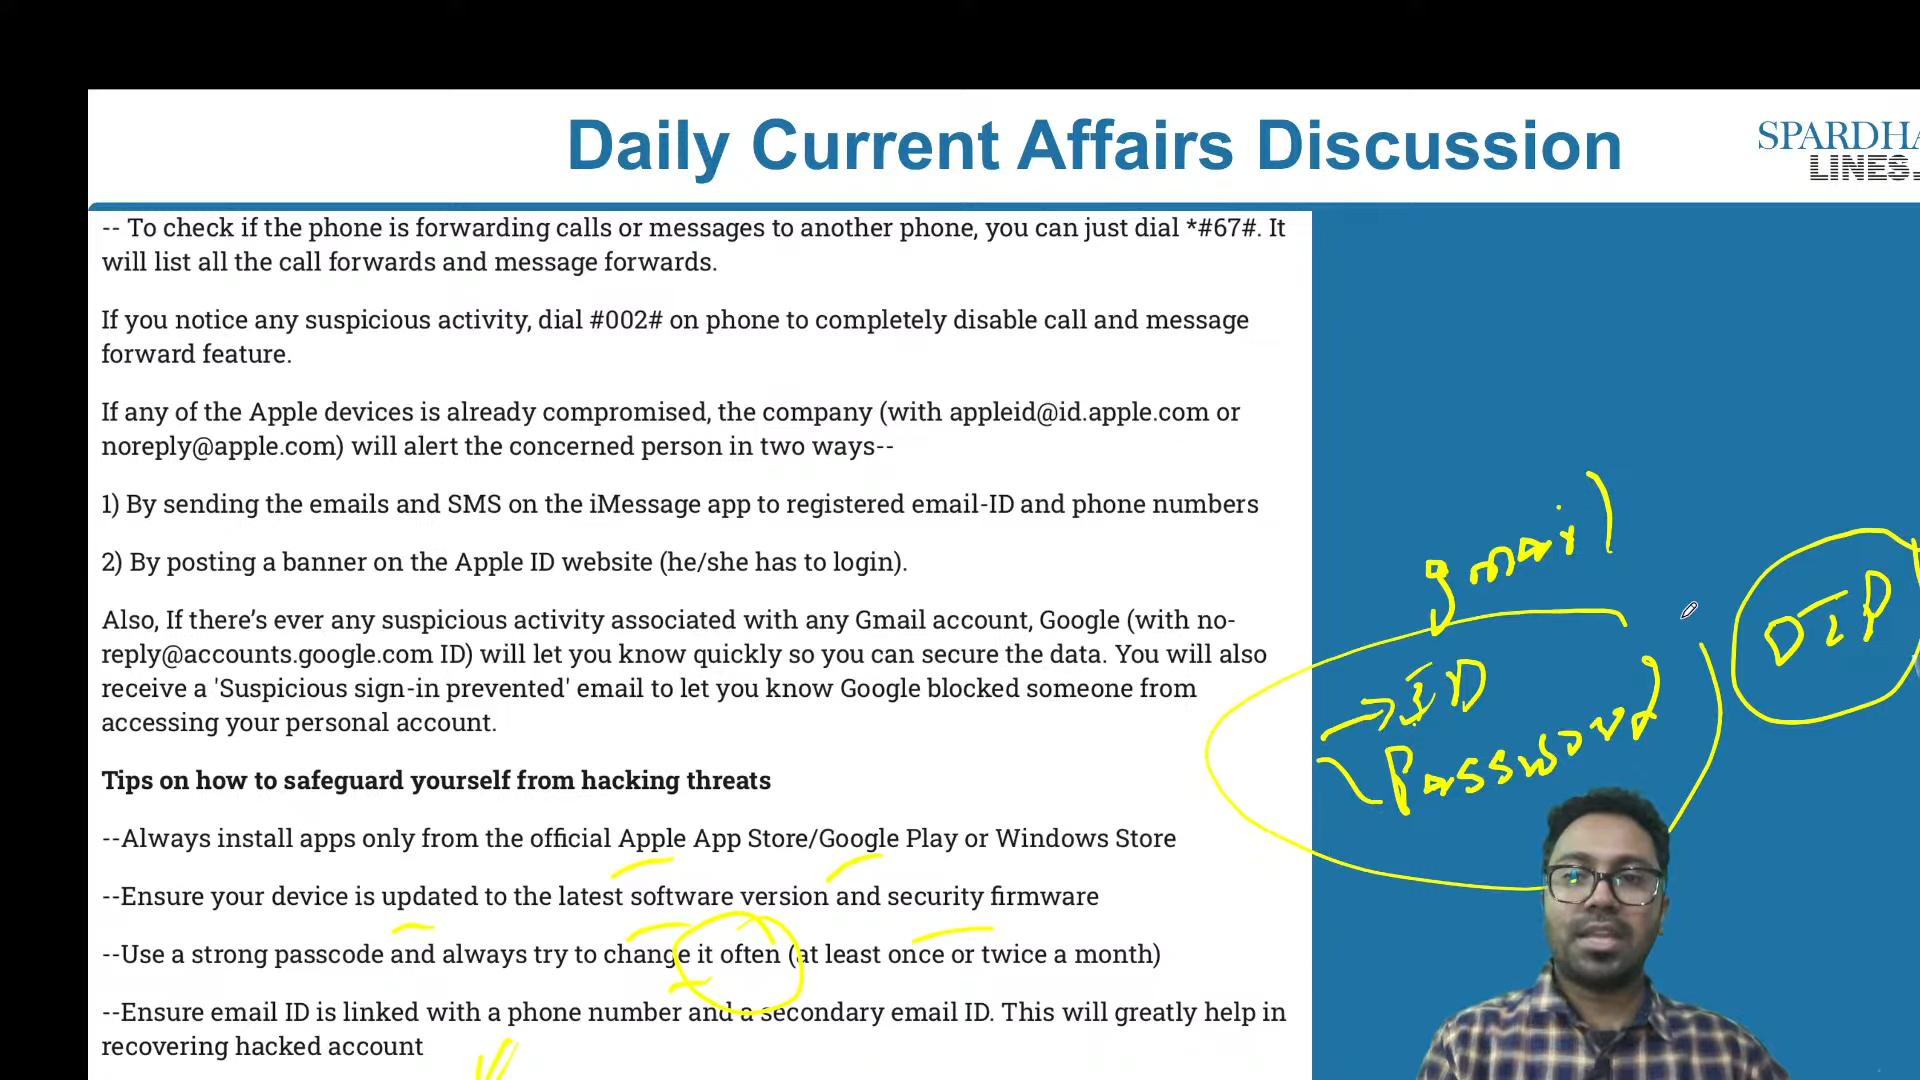 Daily Current Affairs Discussion
SPARDHA
LINES.
-- To check if the phone is forwarding calls or messages to another phone, you can just dial *#67#. It
will list all the call forwards and message forwards.
If you notice any suspicious activity, dial #002# on phone to completely disable call and message
forward feature.
If any of the Apple devices is already compromised, the company (with appleid@id.apple.com or
noreply@apple.com) will alert the concerned person in two ways--
1) By sending the emails and SMS on the iMessage app to registered email-ID and phone numbers
2) By posting a banner on the Apple ID website (he/she has to login).
Also, If there’s ever any suspicious activity associated with any Gmail account, Google (with no-
reply@accounts.google.com ID) will let you know quickly so you can secure the data. You will also
receive a 'Suspicious sign-in prevented' email to let you know Google blocked someone from
accessing your personal account.
Tips on how to safeguard yourself from hacking threats
--Always install apps only from the official Apple App Store/Google Play or Windows Store
--Ensure your device is updated to the latest software version and security firmware
--Use a strong passcode and always try to change it often (at least once or twice a month)
--Ensure email ID is linked with a phone number and a secondary email ID. This will greatly help in
recovering hacked account
gmail
ID
Password